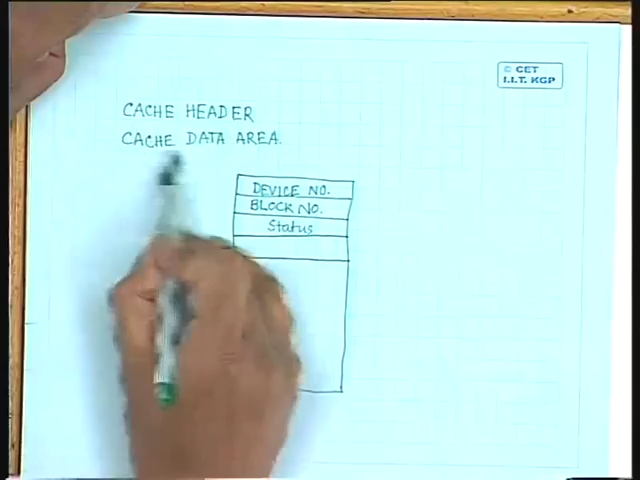 © CET
I.I.T. KGP
CACHE HEADER
CACHE DATA AREA.
DEVICE NO.
BLOCK NO.
Status